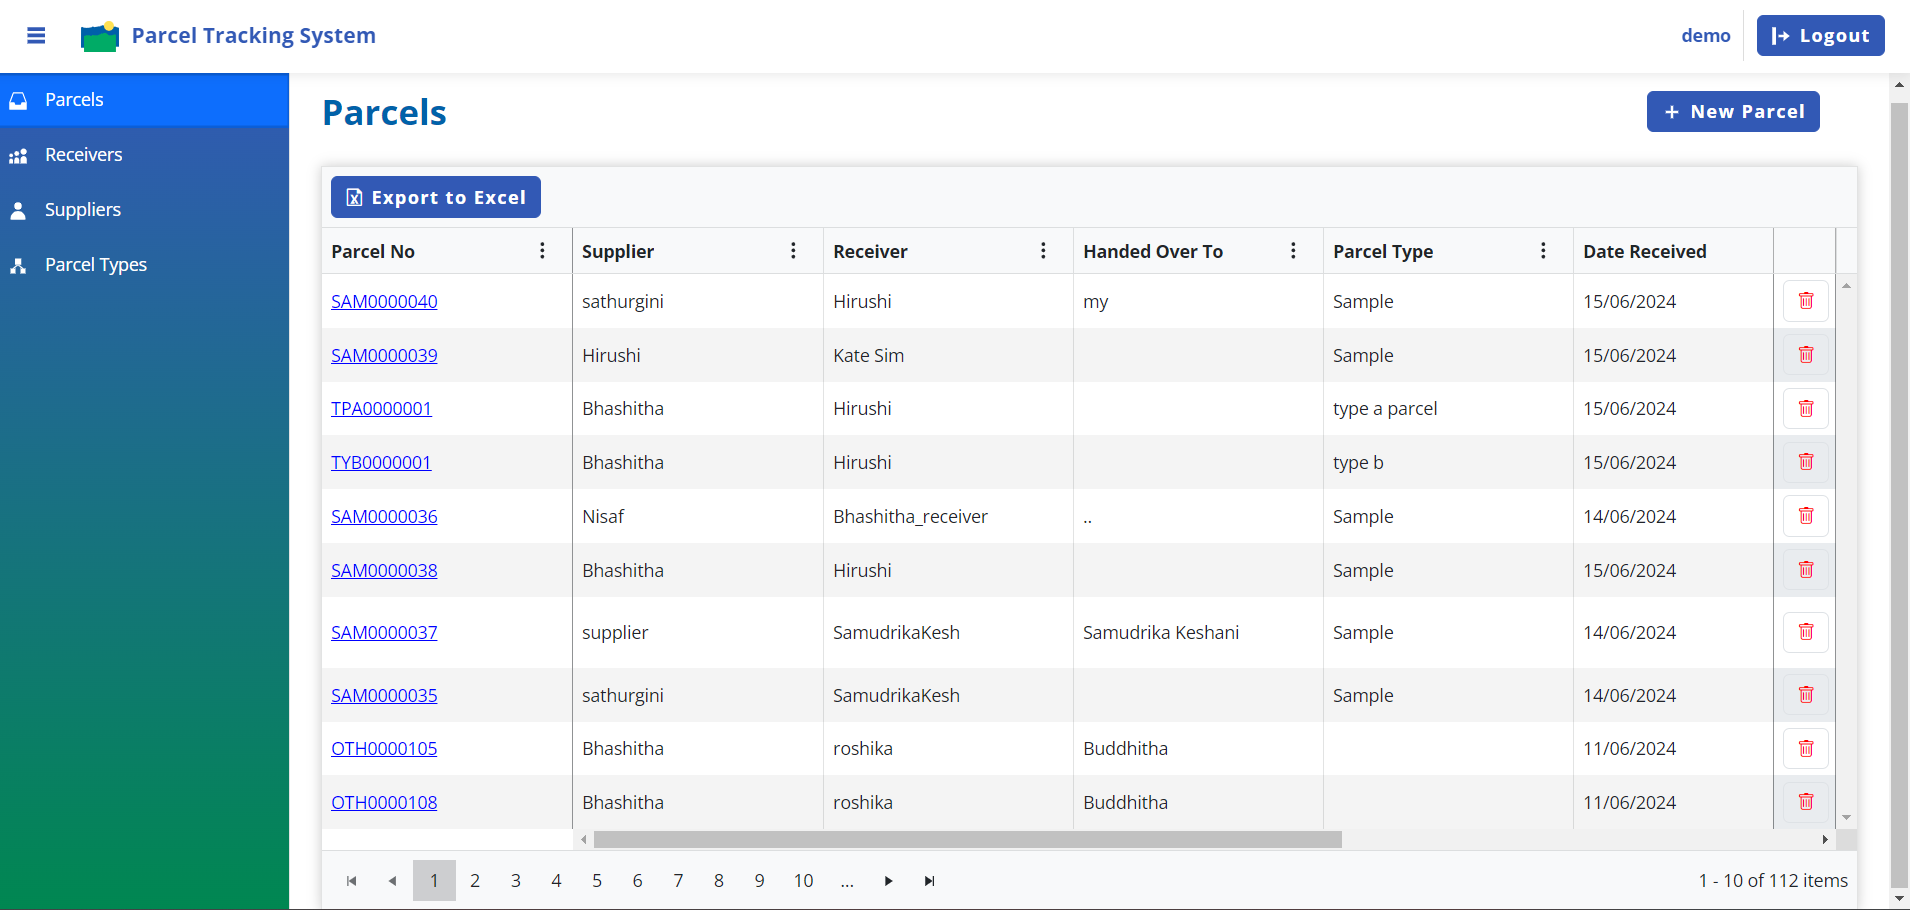 Parcel Tracking System
demo
Logout
Parcels
Receivers
Suppliers
Parcel Types
Parcels
+ New Parcel
Export to Excel
Parcel No Supplier Receiver Handed Over To Parcel Type Date Received
SAM0000040 sathurgini Hirushi my Sample 15/06/2024
SAM0000039 Hirushi Kate Sim Sample 15/06/2024
TPA0000001 Bhashitha Hirushi type a parcel 15/06/2024
TYB0000001 Bhashitha Hirushi type b 15/06/2024
SAM0000036 Nisaf Bhashitha_receiver .. Sample 14/06/2024
SAM0000038 Bhashitha Hirushi Sample 15/06/2024
SAM0000037 supplier SamudrikaKesh Samudrika Keshani Sample 14/06/2024
SAM0000035 sathurgini SamudrikaKesh Sample 14/06/2024
OTH0000105 Bhashitha roshika Buddhitha 11/06/2024
OTH0000108 Bhashitha roshika Buddhitha 11/06/2024
1 2 3 4 5 6 7 8 9 10 ...
1 - 10 of 112 items